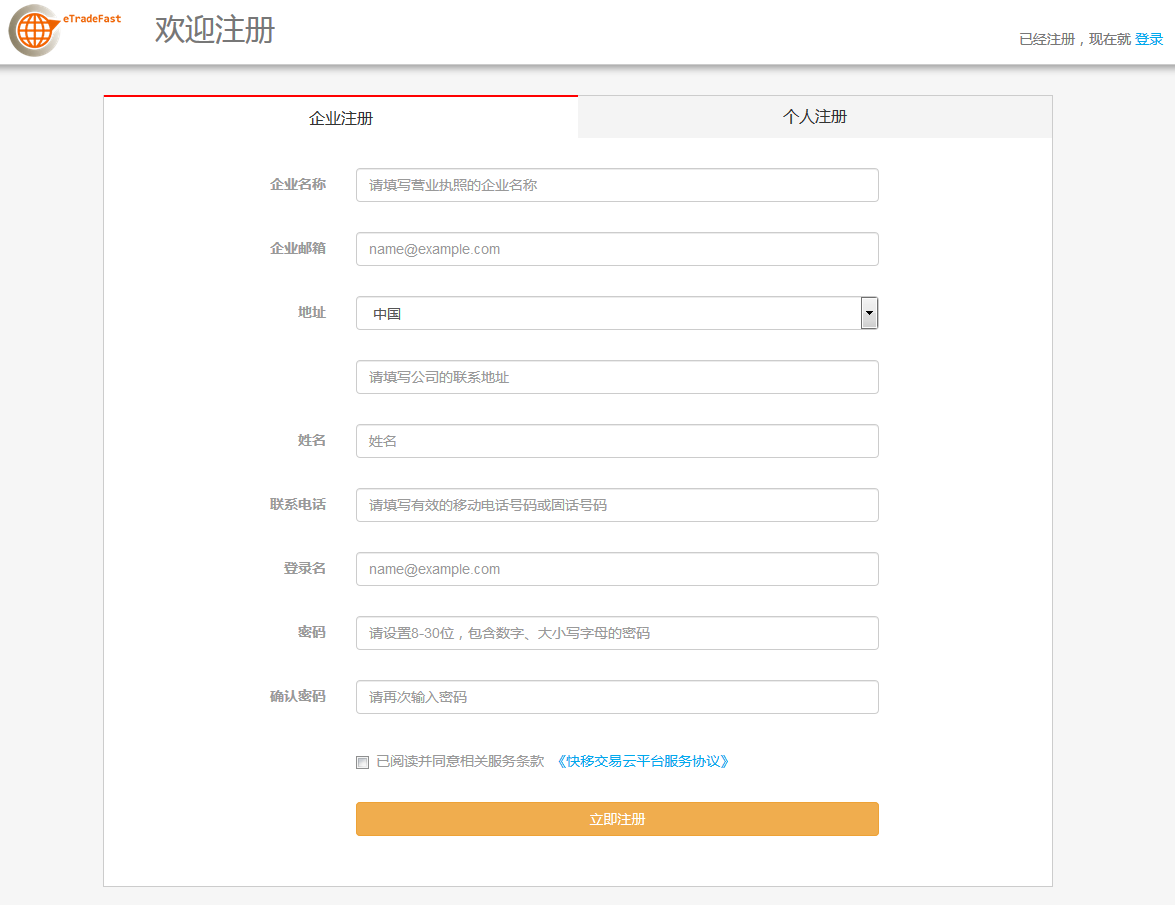 eTradeFast
欢迎注册
已经注册，现在就 登录
企业注册
个人注册
企业名称 请填写营业执照的企业名称
企业邮箱 name@example.com
地址 中国
请填写公司的联系地址
姓名 姓名
联系电话 请填写有效的移动电话号码或固话号码
登录名 name@example.com
密码 请设置8-30位，包含数字、大小写字母的密码
确认密码 请再次输入密码
已阅读并同意相关服务条款 《快移交易云平台服务协议》
立即注册